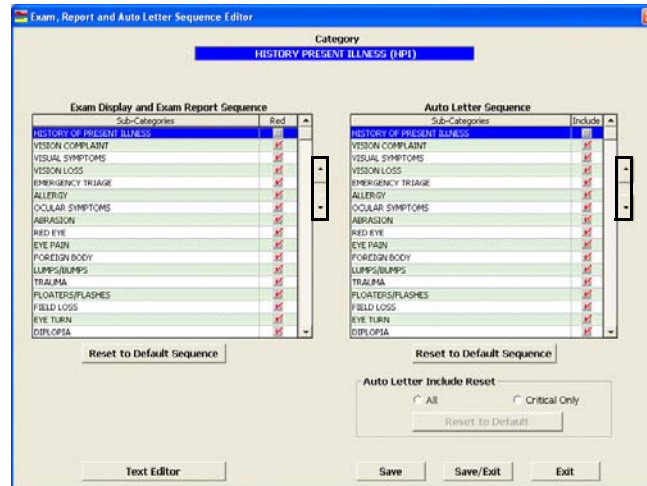 Exam, Report and Auto Letter Sequence Editor
Category
HISTORY PRESENT ILLNESS (HPI)
Exam Display and Exam Report Sequence
Sub-Categories Red
HISTORY OF PRESENT ILLNESS
VISION COMPLAINT
VISUAL SYMPTOMS
VISION LOSS
EMERGENCY TRIAGE
ALLERGY
OCULAR SYMPTOMS
ABRASION
RED EYE
EYE PAIN
FOREIGN BODY
LUMPS/BUMPS
TRAUMA
FLOATERS/FLASHES
FIELD LOSS
EYE TURN
DIPLOPIA
Reset to Default Sequence
Auto Letter Sequence
Sub-Categories Include
HISTORY OF PRESENT ILLNESS
VISION COMPLAINT
VISUAL SYMPTOMS
VISION LOSS
EMERGENCY TRIAGE
ALLERGY
OCULAR SYMPTOMS
ABRASION
RED EYE
EYE PAIN
FOREIGN BODY
LUMPS/BUMPS
TRAUMA
FLOATERS/FLASHES
FIELD LOSS
EYE TURN
DIPLOPIA
Reset to Default Sequence
Auto Letter Include Reset
All Critical Only
Reset to Default
Text Editor Save Save/Exit Exit